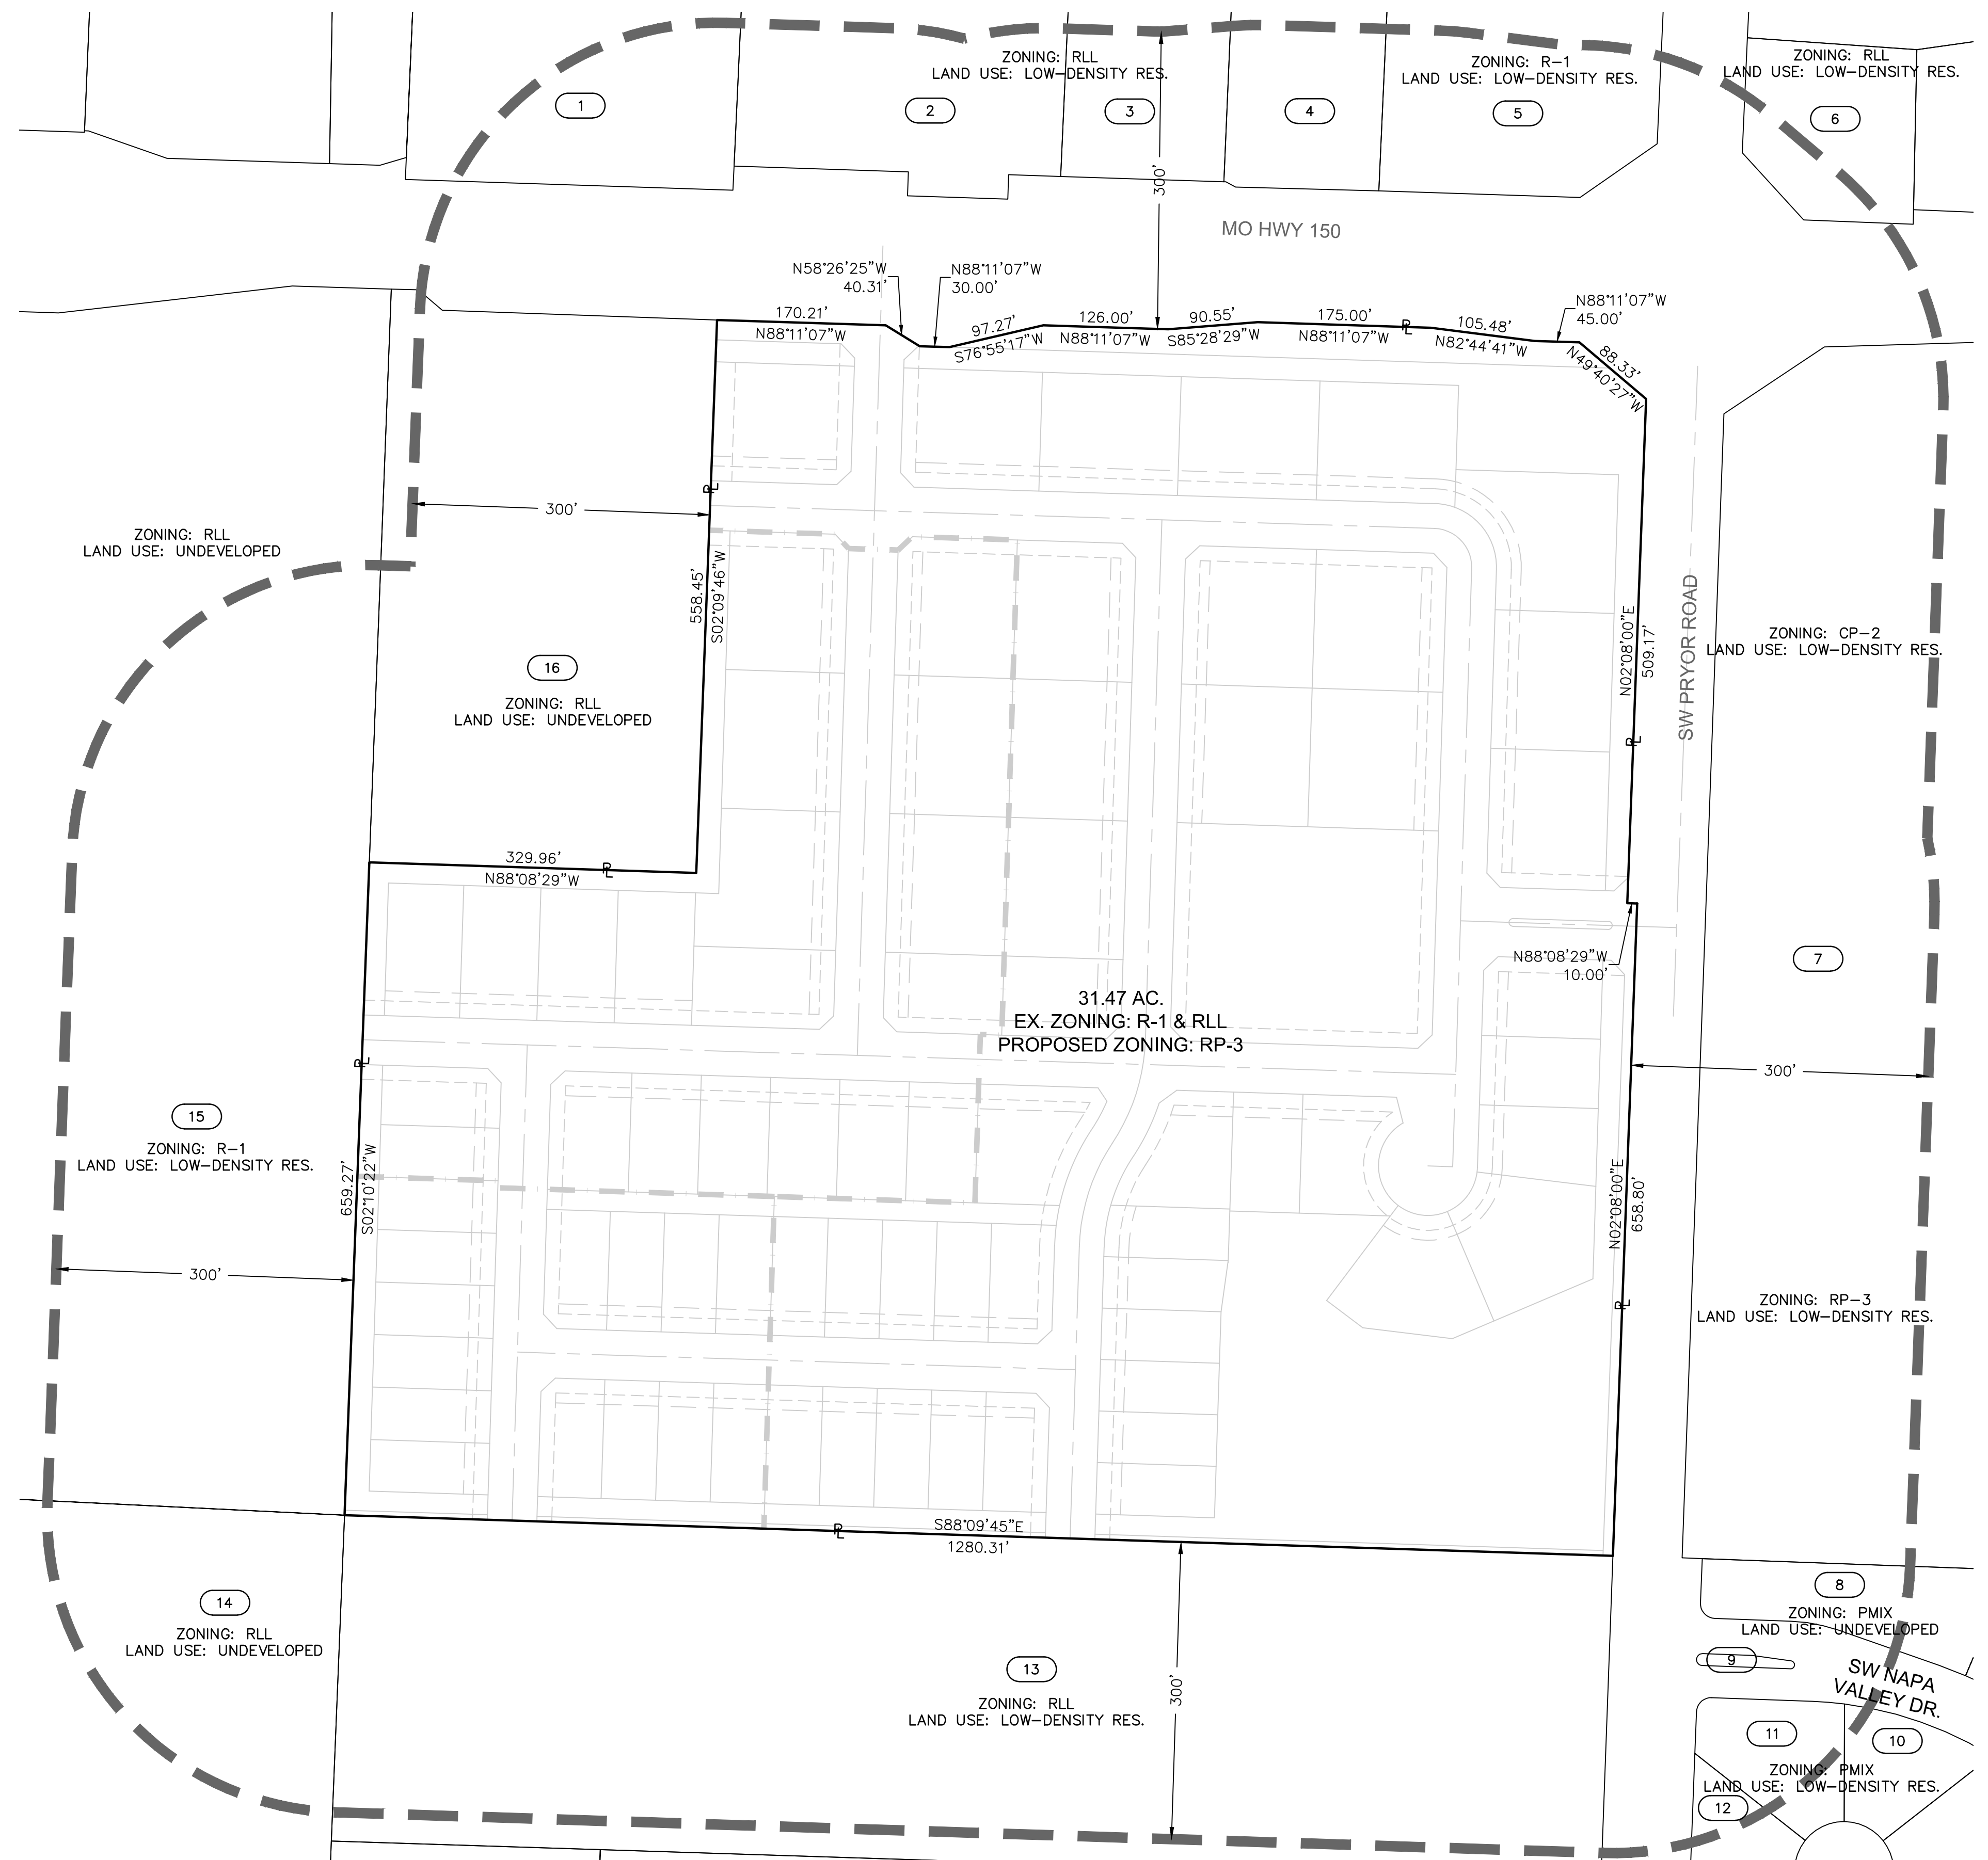 ZONING: RLL
LAND USE: LOW-DENSITY RES.
ZONING: R-1
LAND USE: LOW-DENSITY RES.
ZONING: RLL
LAND USE: LOW-DENSITY RES.
1
2
3
4
5
6
300'
MO HWY 150
N58°26'25"W
40.31'
N88°11'07"W
30.00'
N88°11'07"W
45.00'
170.21'
N88°11'07"W
97.27'
S76°55'17"W
126.00'
N88°11'07"W
90.55'
S85°28'29"W
175.00'
N88°11'07"W
PL
105.48'
N82°44'41"W
88.33'
N49°40'27"W
PL
300'
ZONING: RLL
LAND USE: UNDEVELOPED
558.45'
S02°09'46"W
N02°08'00"E
509.17'
SW PRYOR ROAD
ZONING: CP-2
LAND USE: LOW-DENSITY RES.
16
ZONING: RLL
LAND USE: UNDEVELOPED
PL
329.96'
PL
N88°08'29"W
N88°08'29"W
10.00'
7
31.47 AC.
EX. ZONING: R-1 & RLL
PROPOSED ZONING: RP-3
PL
300'
15
ZONING: R-1
LAND USE: LOW-DENSITY RES.
659.27'
S02°10'22"W
N02°08'00"E
658.80'
300'
PL
ZONING: RP-3
LAND USE: LOW-DENSITY RES.
PL
S88°09'45"E
1280.31'
14
ZONING: RLL
LAND USE: UNDEVELOPED
8
ZONING: PMIX
LAND USE: UNDEVELOPED
9
SW NAPA
VALLEY DR.
13
ZONING: RLL
LAND USE: LOW-DENSITY RES.
300'
11
10
ZONING: PMIX
LAND USE: LOW-DENSITY RES.
12